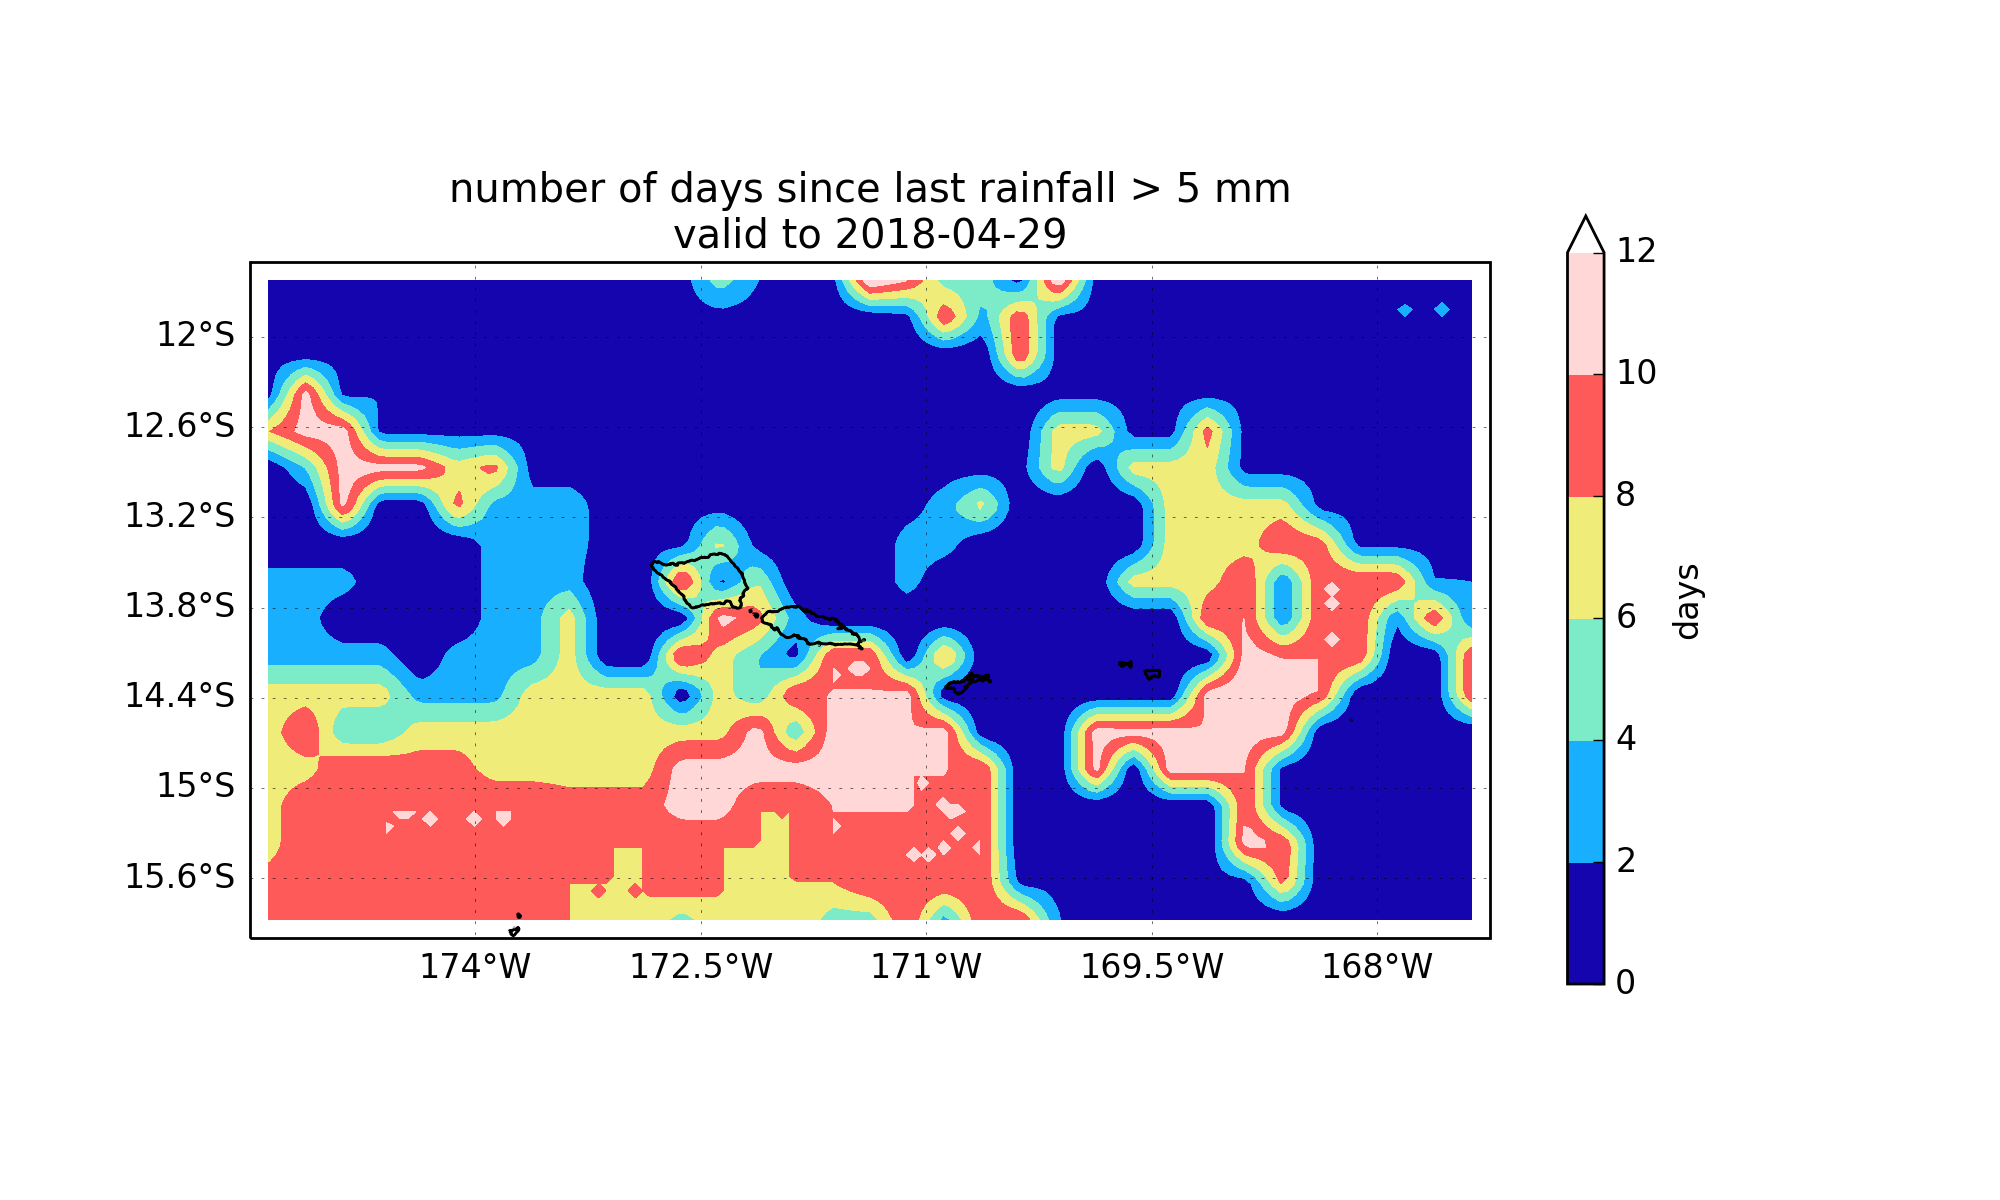 number of days since last rainfall > 5 mm
valid to 2018-04-29
12°S
12.6°S
13.2°S
13.8°S
14.4°S
15°S
15.6°S
174°W 172.5°W 171°W 169.5°W 168°W
12
10
8
6
4
2
0
days